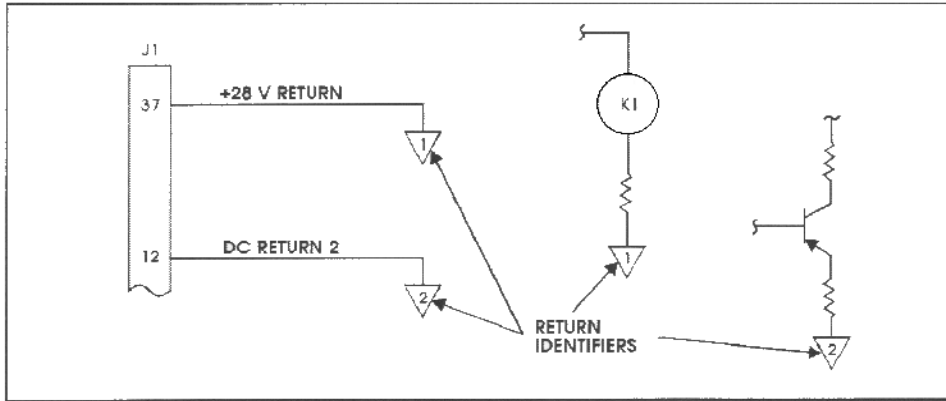 J1
37
+28 V RETURN
1
12
DC RETURN 2
2
K1
1
2
RETURN
IDENTIFIERS